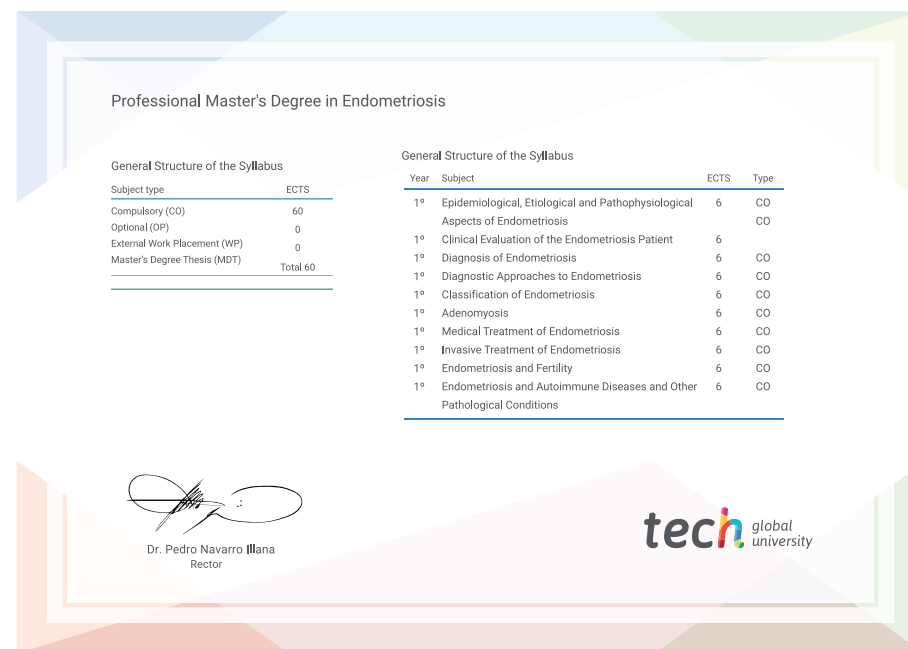 Professional Master's Degree in Endometriosis
General Structure of the Syllabus
Subject type ECTS
Compulsory (CO) 60
Optional (OP) 0
External Work Placement (WP) 0
Master's Degree Thesis (MDT)
Total 60
General Structure of the Syllabus
Year Subject ECTS Type
1º Epidemiological, Etiological and Pathophysiological 6 CO
Aspects of Endometriosis CO
1º Clinical Evaluation of the Endometriosis Patient 6
1º Diagnosis of Endometriosis 6 CO
1º Diagnostic Approaches to Endometriosis 6 CO
1º Classification of Endometriosis 6 CO
1º Adenomyosis 6 CO
1º Medical Treatment of Endometriosis 6 CO
1º Invasive Treatment of Endometriosis 6 CO
1º Endometriosis and Fertility 6 CO
1º Endometriosis and Autoimmune Diseases and Other 6 CO
Pathological Conditions
Dr. Pedro Navarro Illana
Rector
tech global
university